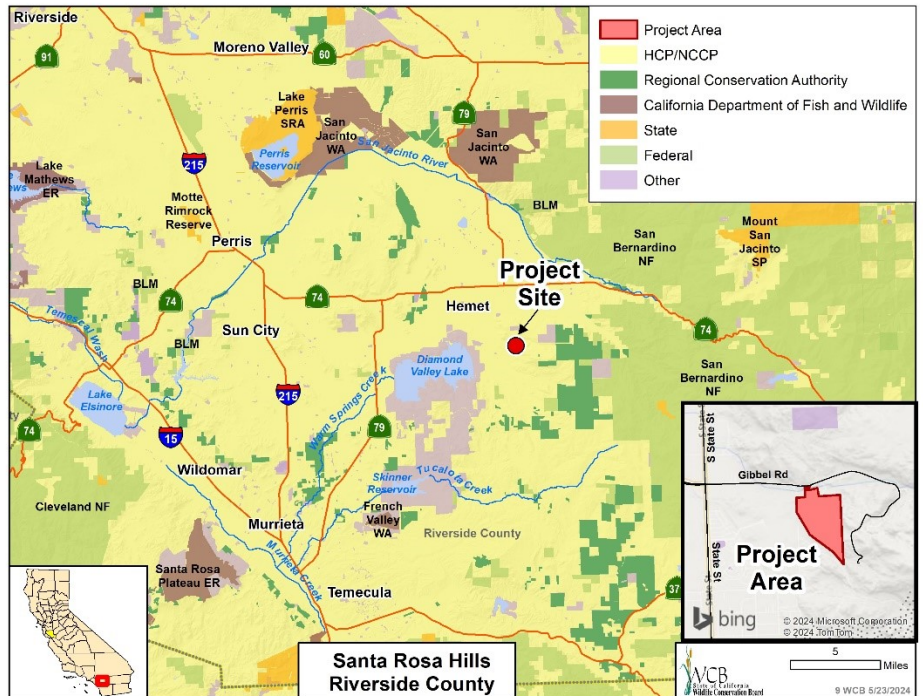 Riverside
91
Moreno Valley
60
215
Lake
Perris
SRA
San
Jacinto
WA
Perris
Reservoir
79
San
Jacinto
WA
San Jacinto River
Lake
Mathews
ER
Motte
Rimrock
Reserve
Perris
BLM
San
Bernardino
NF
Mount
San
Jacinto
SP
Project
Site
BLM
74
74
Hemet
Sun City
Temescal Wash
BLM
74
San
Bernardino
NF
Diamond
Valley Lake
Warm Springs Creek
Lake
Elsinore
74
15
215
79
Wildomar
Skinner
Reservoir
Tucalota Creek
Cleveland NF
French
Valley
WA
Murrieta
Riverside County
Santa Rosa
Plateau ER
Murrieta Creek
Temecula
37
Project Area
HCP/NCCP
Regional Conservation Authority
California Department of Fish and Wildlife
State
Federal
Other
S State St
Gibbel Rd
State St
Project
Area
bing
© 2024 Microsoft Corporation
© 2024 TomTom
Santa Rosa Hills
Riverside County
WCB
State of California
Wildlife Conservation Board
5
Miles
9 WCB 5/23/2024